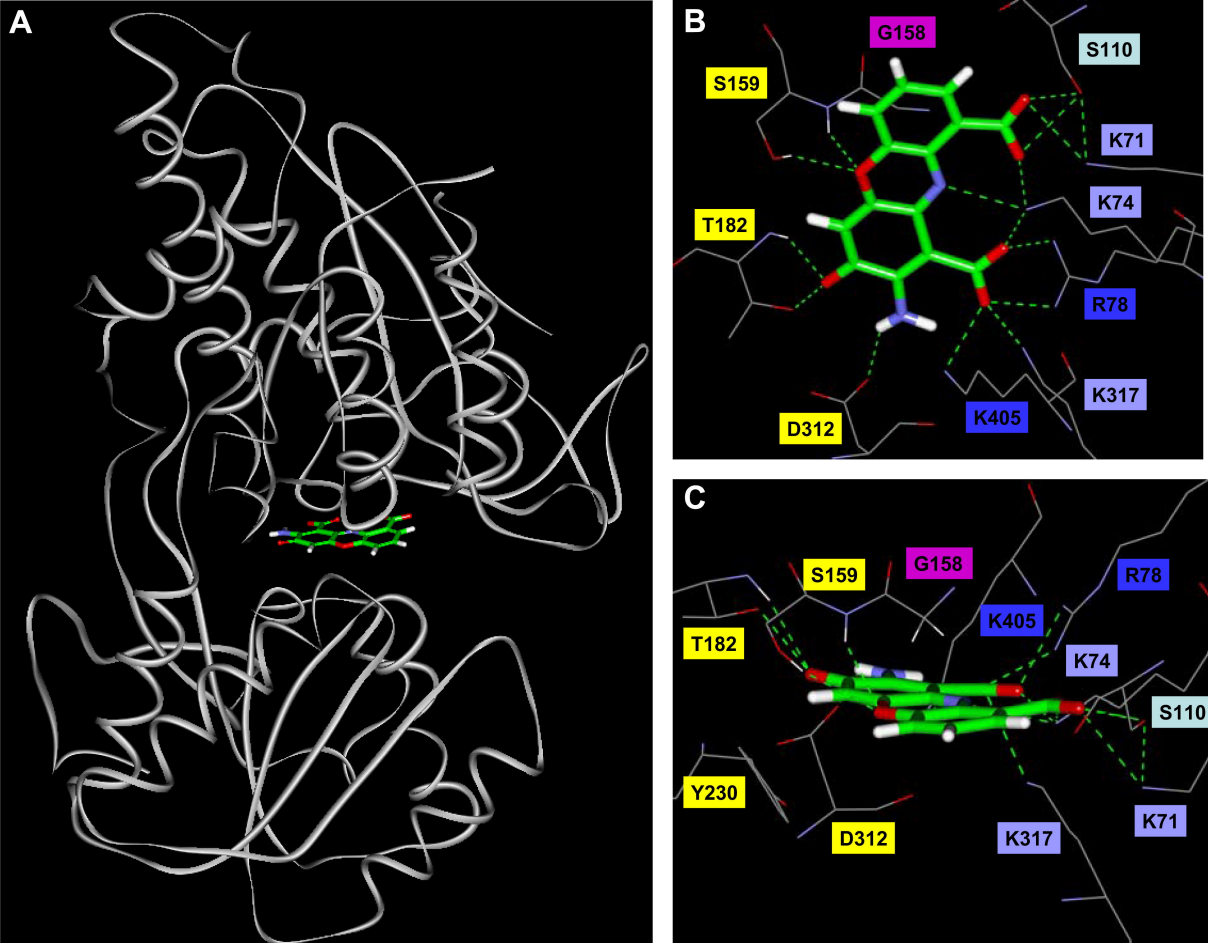 A
B
G158
S110
S159
K71
K74
T182
R78
K317
K405
D312
C
S159
G158
R78
K405
T182
K74
S110
Y230
K71
D312
K317